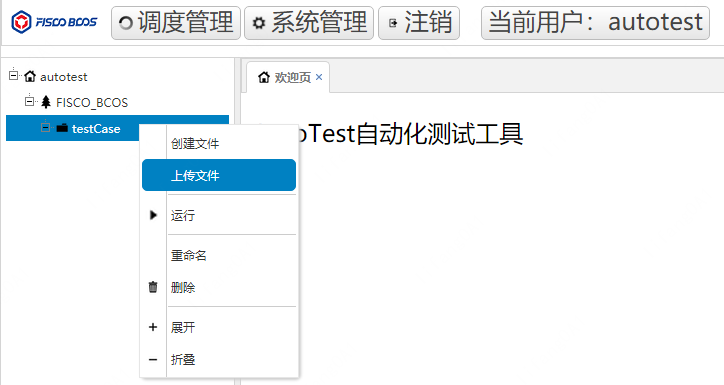 FISCO BCOS 调度管理 系统管理 注销 当前用户：autotest
autotest
FISCO_BCOS
testCase
欢迎页 ×
oTest自动化测试工具
创建文件
上传文件
运行
重命名
删除
展开
折叠